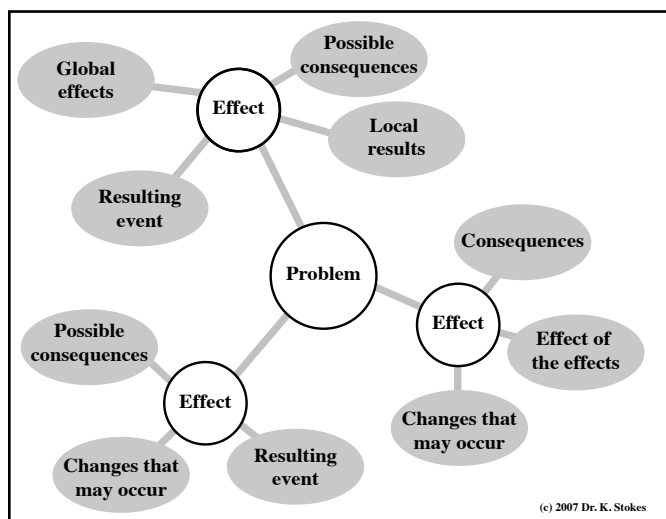 Possible
consequences
Global
effects
Effect
Local
results
Resulting
event
Consequences
Problem
Effect
Effect of
the effects
Possible
consequences
Effect
Changes that
may occur
Resulting
event
Changes that
may occur
(c) 2007 Dr. K. Stokes